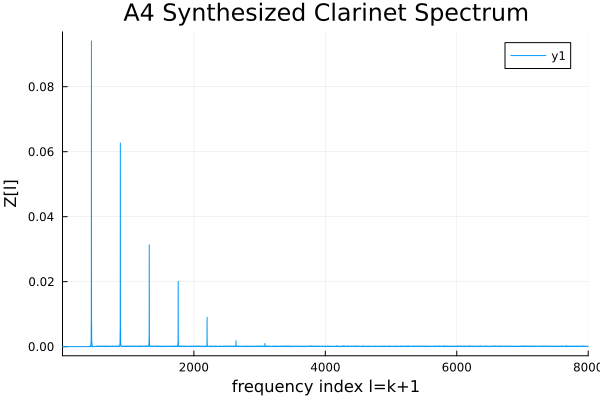 A4 Synthesized Clarinet Spectrum
y1
0.08
0.06
0.04
0.02
0.00
Z[l]
2000 4000 6000 8000
frequency index l=k+1